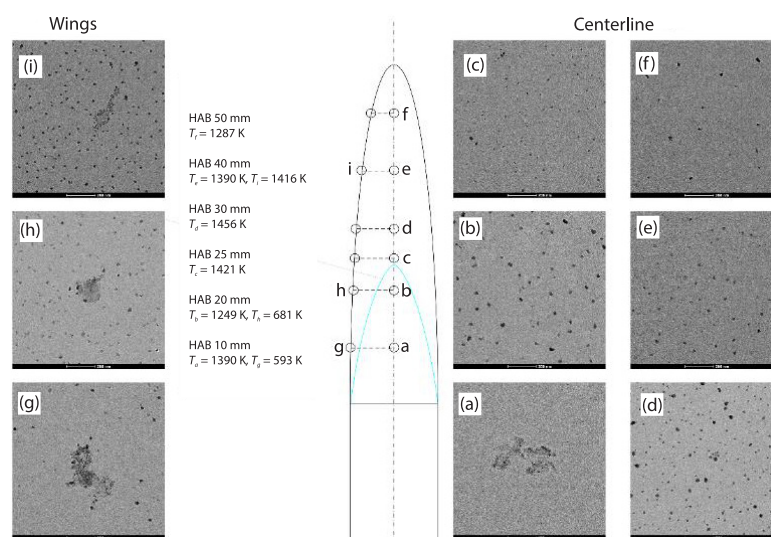 Wings
Centerline
(i)
(c)
(f)
HAB 50 mm
T_f = 1287 K
HAB 40 mm
T_e = 1390 K, T_i = 1416 K
HAB 30 mm
T_d = 1456 K
HAB 25 mm
T_c = 1421 K
HAB 20 mm
T_b = 1249 K, T_h = 681 K
HAB 10 mm
T_a = 1390 K, T_g = 593 K
f
i
e
d
c
h
b
g
a
(h)
(b)
(e)
(g)
(a)
(d)